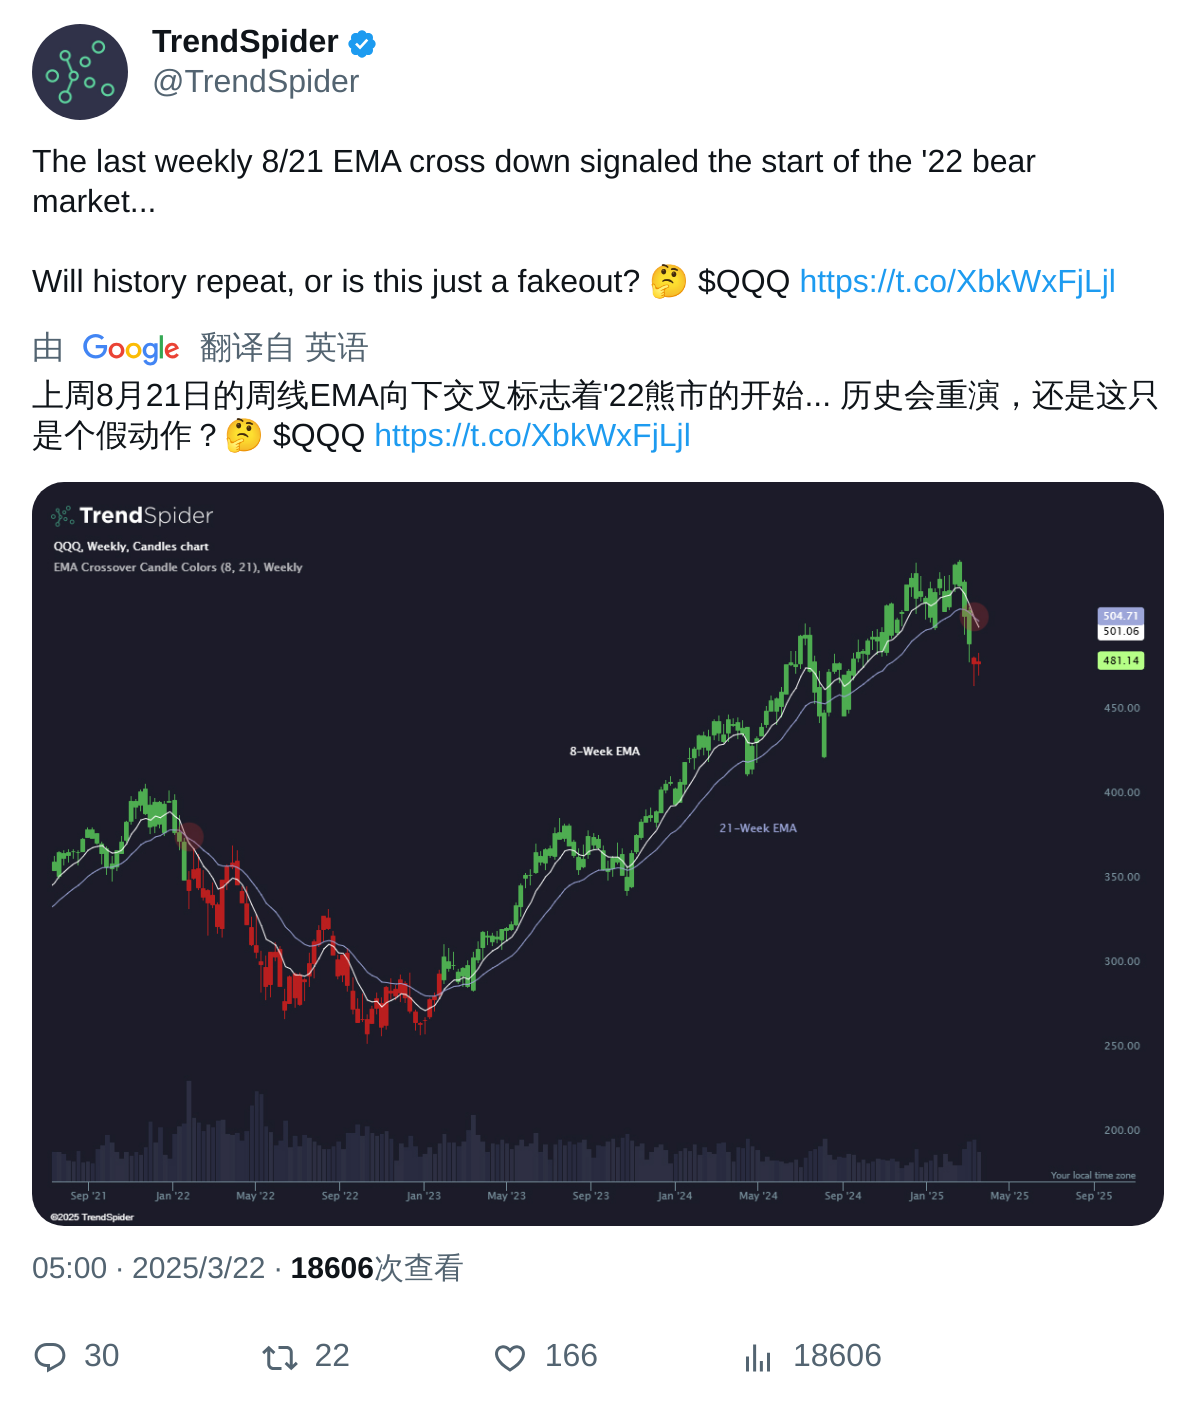 TrendSpider
@TrendSpider
The last weekly 8/21 EMA cross down signaled the start of the '22 bear
market...
Will history repeat, or is this just a fakeout? 🤔 $QQQ https://t.co/XbkWxFjLjl
由 Google 翻译自 英语
上周8月21日的周线EMA向下交叉标志着'22熊市的开始... 历史会重演，还是这只
是个假动作？🤔 $QQQ https://t.co/XbkWxFjLjl
TrendSpider
QQQ, Weekly, Candles chart
EMA Crossover Candle Colors (8, 21), Weekly
504.71
501.06
481.14
450.00
8-Week EMA
400.00
21-Week EMA
350.00
300.00
250.00
200.00
Your local time zone
Sep '21 Jan '22 May '22 Sep '22 Jan '23 May '23 Sep '23 Jan '24 May '24 Sep '24 Jan '25 May '25 Sep '25
©2025 TrendSpider
05:00 · 2025/3/22 · 18606次查看
30 22 166 18606